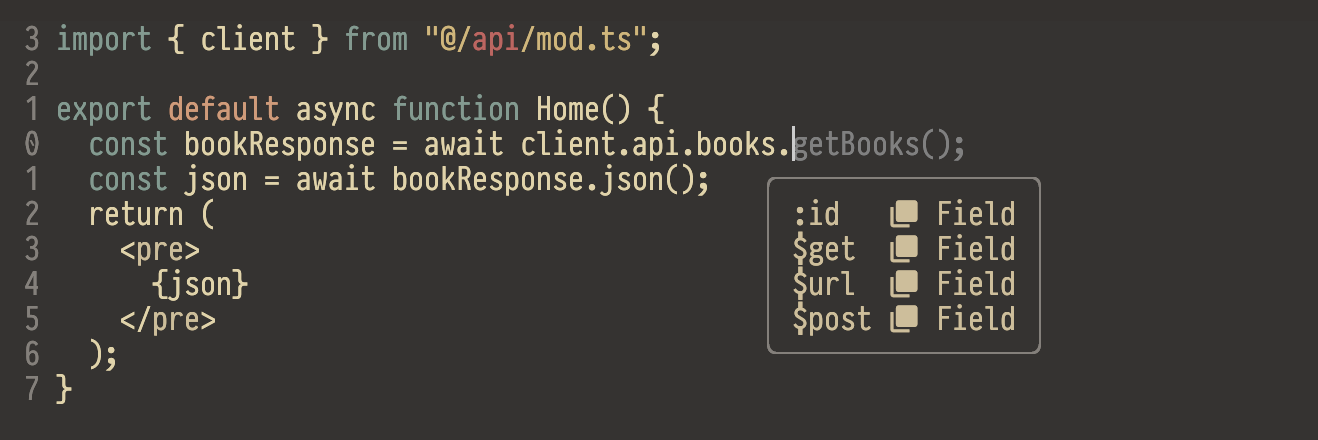 3 import { client } from "@/api/mod.ts";
2
1 export default async function Home() {
0   const bookResponse = await client.api.books.getBooks();
1   const json = await bookResponse.json();
2   return (
3     <pre>
4       {json}
5     </pre>
6   );
7 }
:id Field
$get Field
$url Field
$post Field